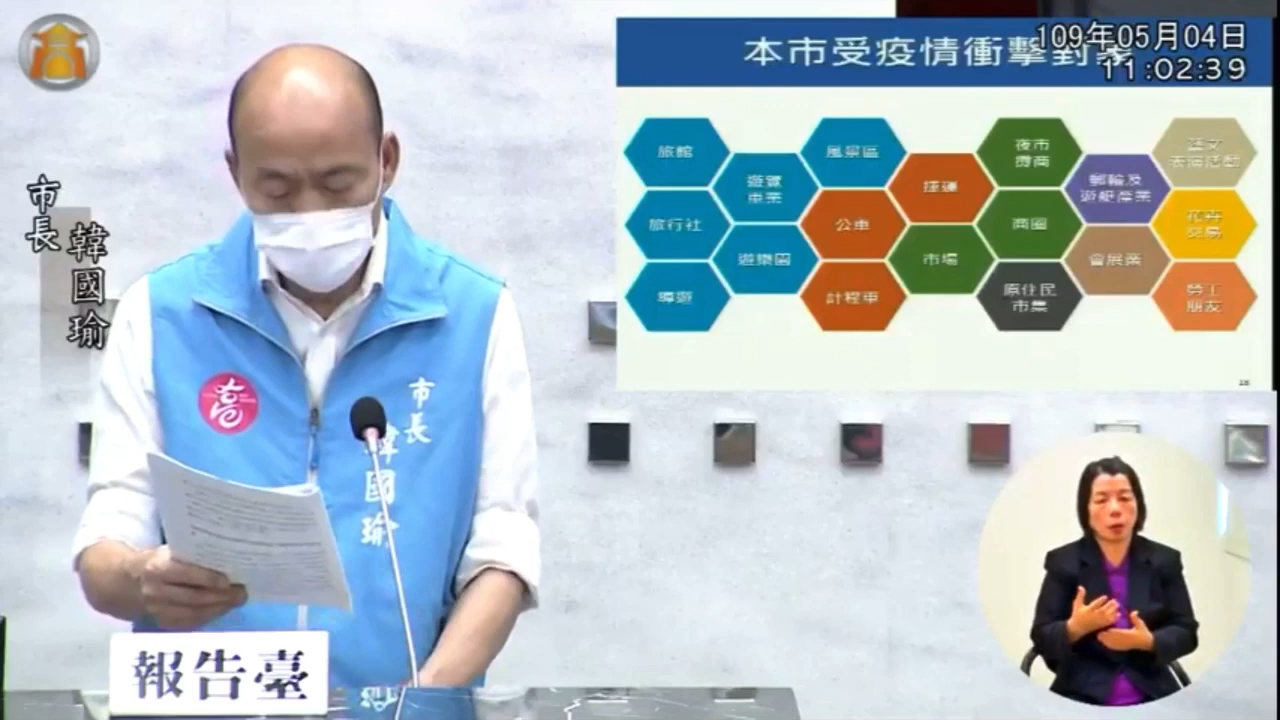 市長
韓國瑜
本市受疫情衝擊對象
109年05月04日
11:02:39
旅館
遊覽
車業
風景區
捷運
夜市
攤商
郵輪及
遊艇產業
藝文
表演活動
旅行社
遊樂園
公車
市場
商圈
會展業
花卉
交易
導遊
計程車
原住民
市集
勞工
朋友
18
市長
韓國瑜
報告臺